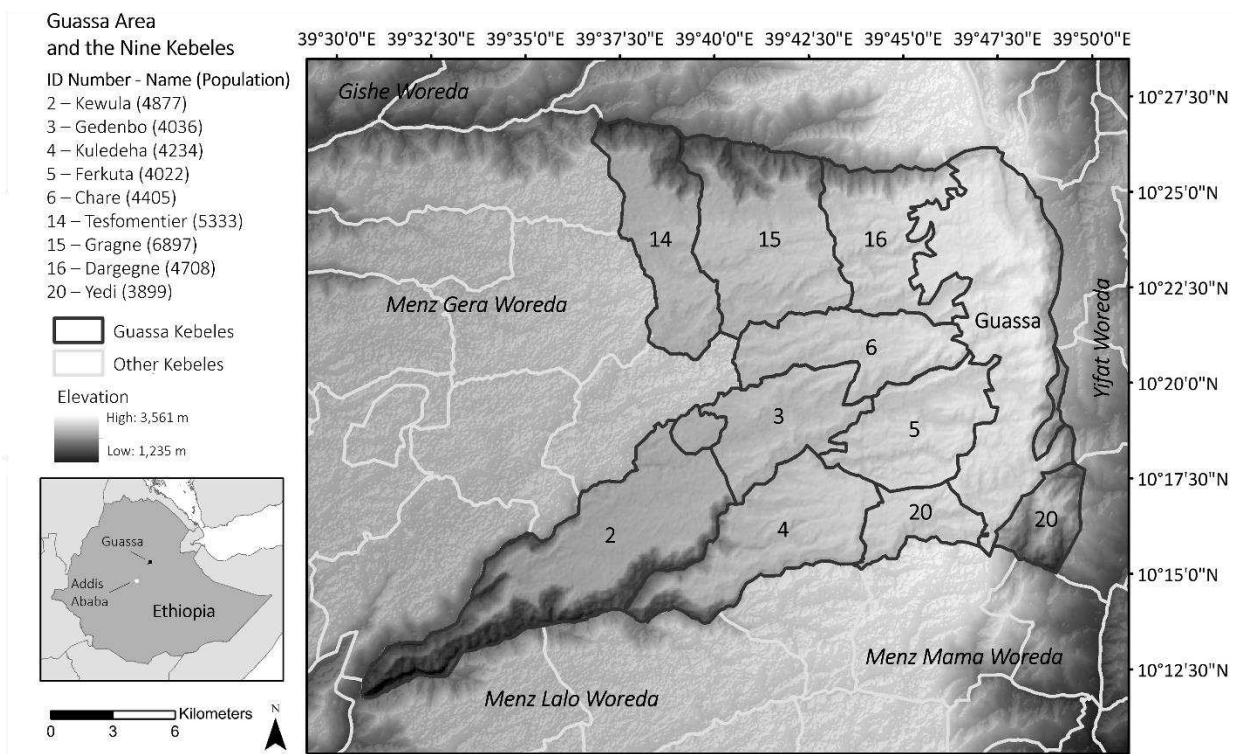 Guassa Area
and the Nine Kebeles
ID Number - Name (Population)
2 – Kewula (4877)
3 – Gedenbo (4036)
4 – Kuledeha (4234)
5 – Ferkuta (4022)
6 – Chare (4405)
14 – Tesfomentier (5333)
15 – Gragne (6897)
16 – Dargegne (4708)
20 – Yedi (3899)
Guassa Kebeles
Other Kebeles
Elevation
High: 3,561 m
Low: 1,235 m
Guassa
Addis
Ababa
Ethiopia
Kilometers
0 3 6
N
39°30'0"E 39°32'30"E 39°35'0"E 39°37'30"E 39°40'0"E 39°42'30"E 39°45'0"E 39°47'30"E 39°50'0"E
Gishe Woreda
10°27'30"N
10°25'0"N
14 15 16
10°22'30"N
Menz Gera Woreda
Guassa
Yifat Woreda
6
10°20'0"N
3
5
10°17'30"N
2
4
20
20
10°15'0"N
Menz Mama Woreda
10°12'30"N
Menz Lalo Woreda